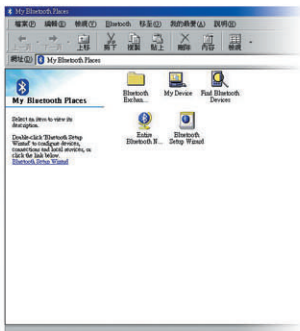 My Bluetooth Places
檔案(F) 編輯(E) 檢視(V) Bluetooth 移至(G) 我的最愛(A) 說明(H)
上一頁 下一頁 上移 剪下 複製 貼上 刪除 內容 檢視
網址(D) My Bluetooth Places
My Bluetooth Places
Select an item to view its
description.
Double-click 'Bluetooth Setup
Wizard' to configure devices,
connections and local services, or
click the link below.
Bluetooth Setup Wizard
Bluetooth
Exchan...
My Device
Find Bluetooth
Devices
Entire
Bluetooth N...
Bluetooth
Setup Wizard